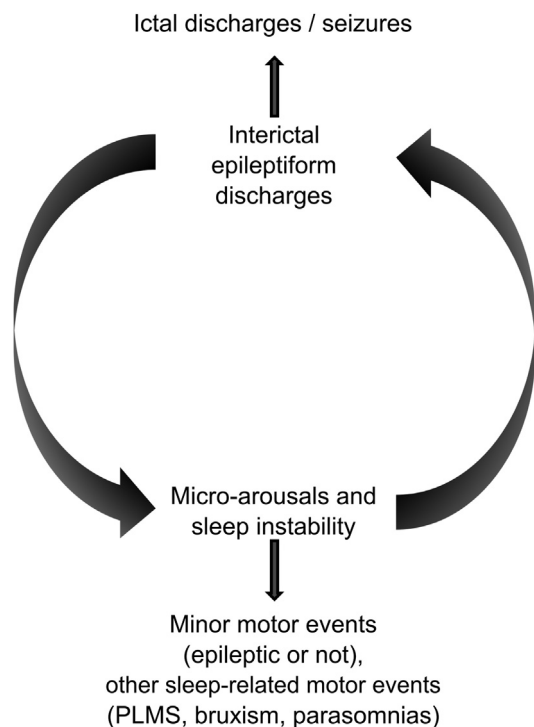 Ictal discharges / seizures
Interictal
epileptiform
discharges
Micro-arousals and
sleep instability
Minor motor events
(epileptic or not),
other sleep-related motor events
(PLMS, bruxism, parasomnias)